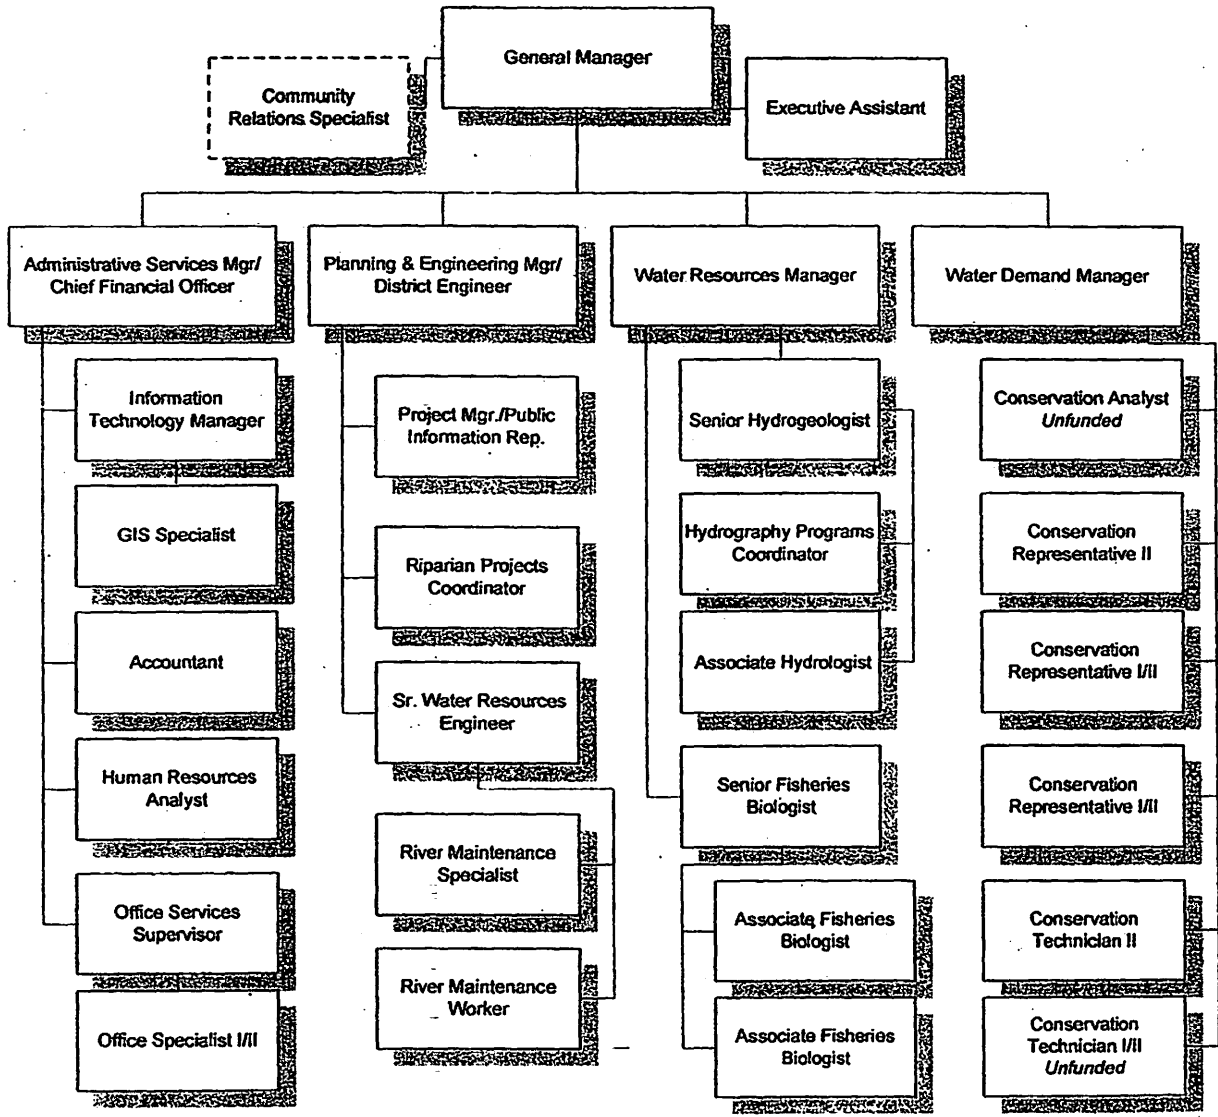 General Manager
Community
Relations Specialist
Executive Assistant
Administrative Services Mgr/
Chief Financial Officer
Information
Technology Manager
GIS Specialist
Accountant
Human Resources
Analyst
Office Services
Supervisor
Office Specialist I/II
Planning & Engineering Mgr/
District Engineer
Project Mgr./Public
Information Rep.
Riparian Projects
Coordinator
Sr. Water Resources
Engineer
River Maintenance
Specialist
River Maintenance
Worker
Water Resources Manager
Senior Hydrogeologist
Hydrography Programs
Coordinator
Associate Hydrologist
Senior Fisheries
Biologist
Associate Fisheries
Biologist
Associate Fisheries
Biologist
Water Demand Manager
Conservation Analyst
Unfunded
Conservation
Representative II
Conservation
Representative I/II
Conservation
Representative I/II
Conservation
Technician II
Conservation
Technician I/II
Unfunded